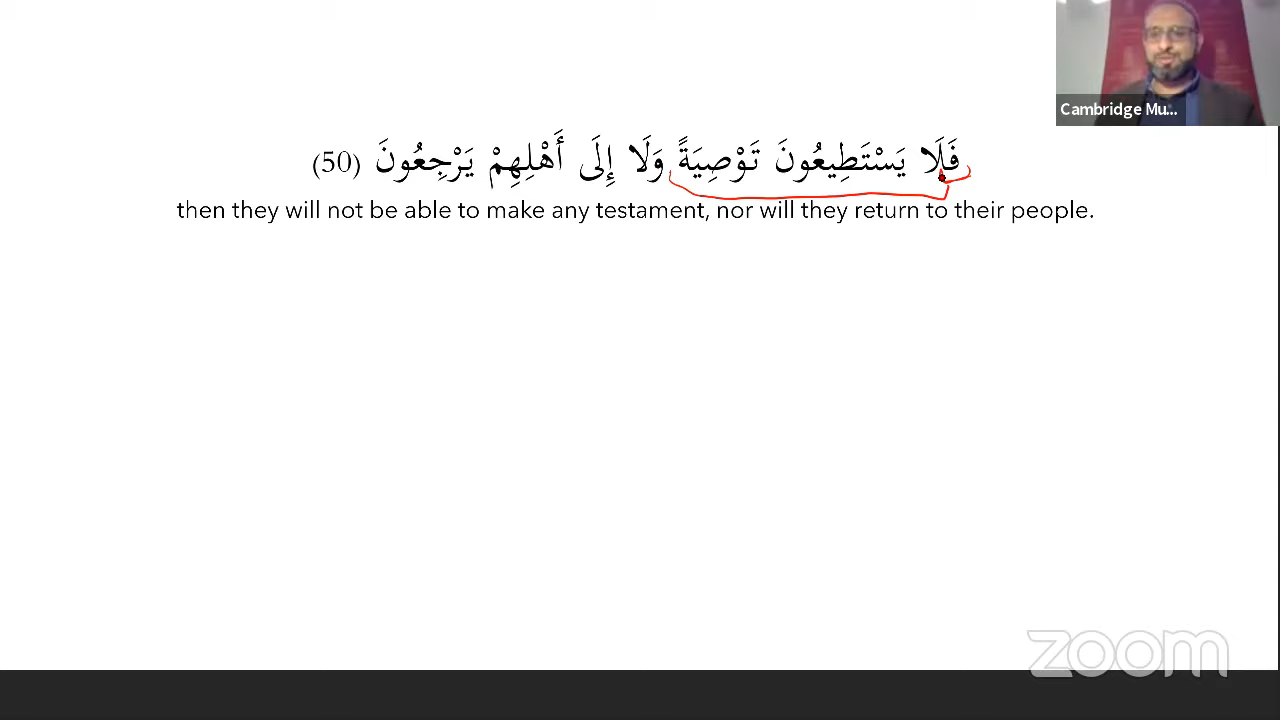 Cambridge Mu...
فَلَا يَسْتَطِيعُونَ تَوْصِيَةً وَلَا إِلَى أَهْلِهِمْ يَرْجِعُونَ (50)
then they will not be able to make any testament, nor will they return to their people.
zoom